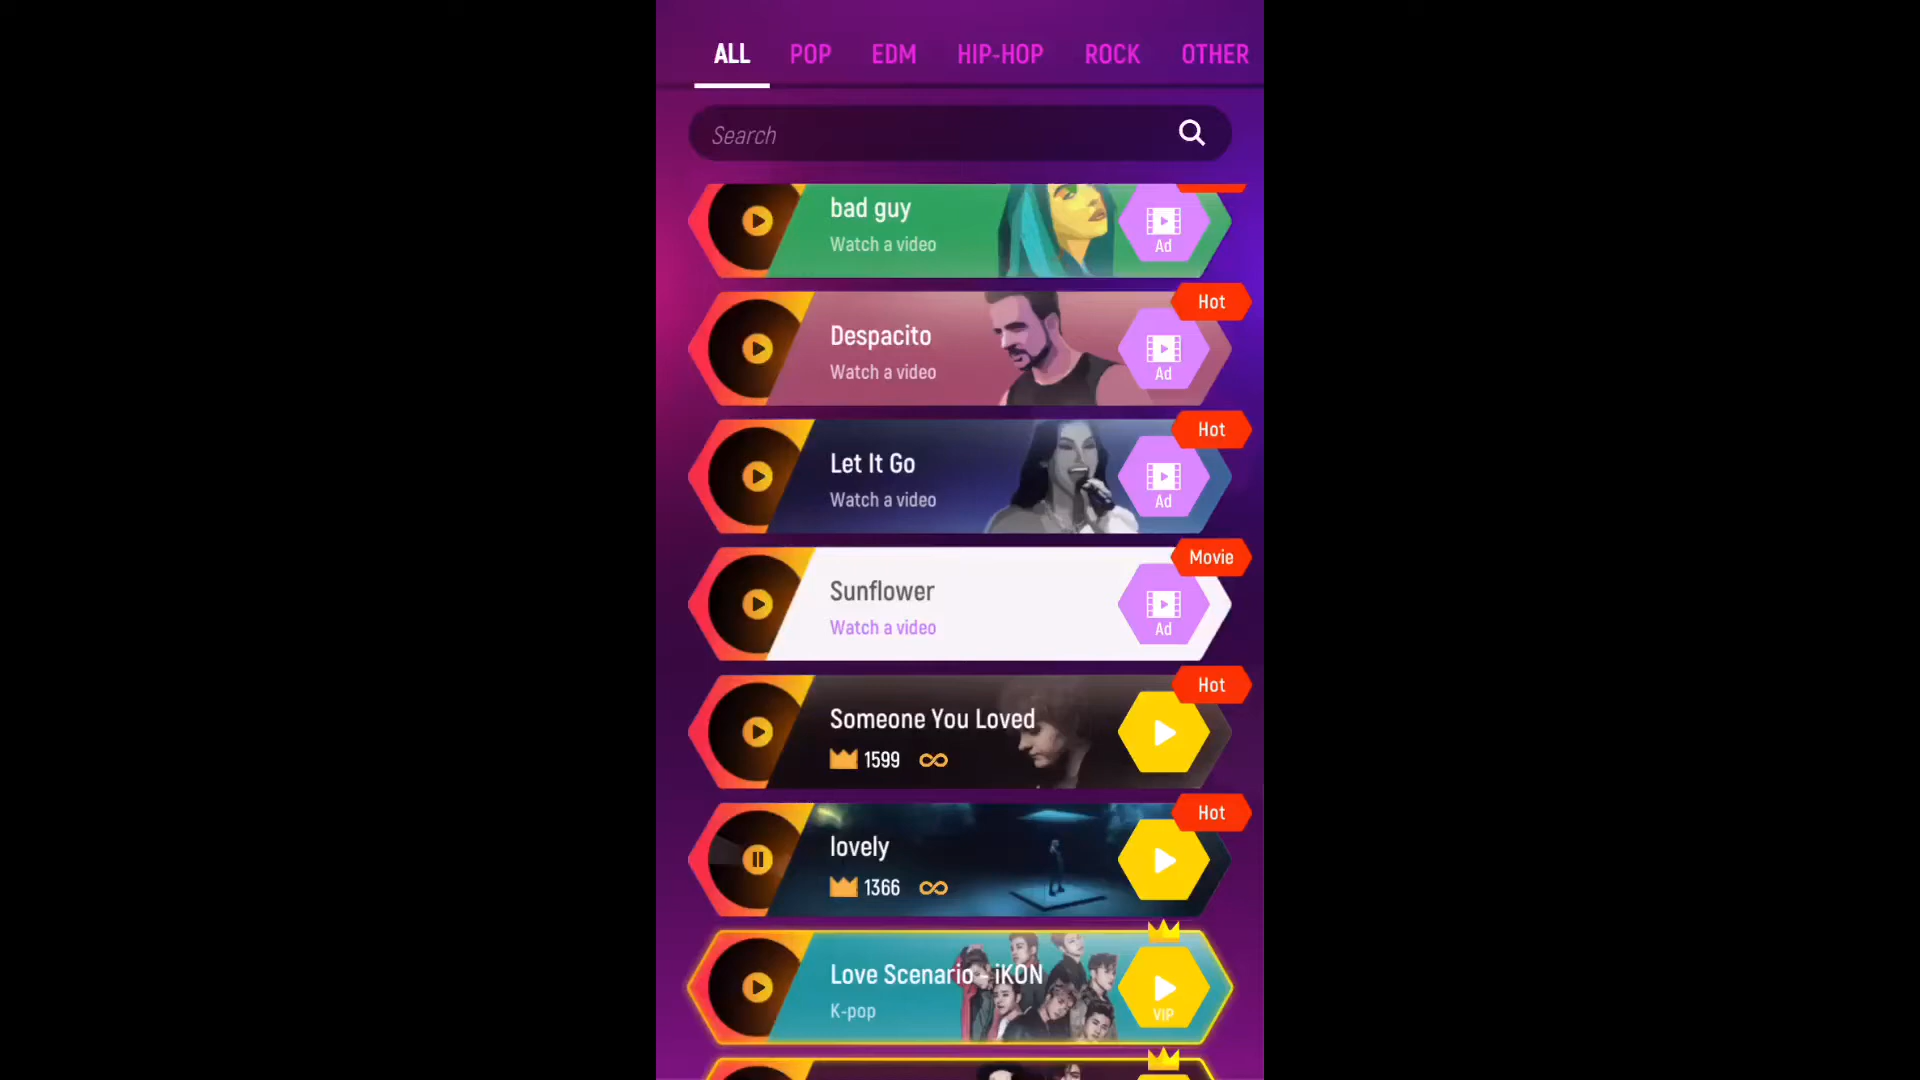 ALL POP EDM HIP-HOP ROCK OTHER
Search
bad guy
Watch a video
Ad
Hot
Despacito
Watch a video
Ad
Hot
Let It Go
Watch a video
Ad
Movie
Sunflower
Watch a video
Ad
Hot
Someone You Loved
1599
Hot
lovely
1366
Love Scenario - iKON
K-pop
VIP